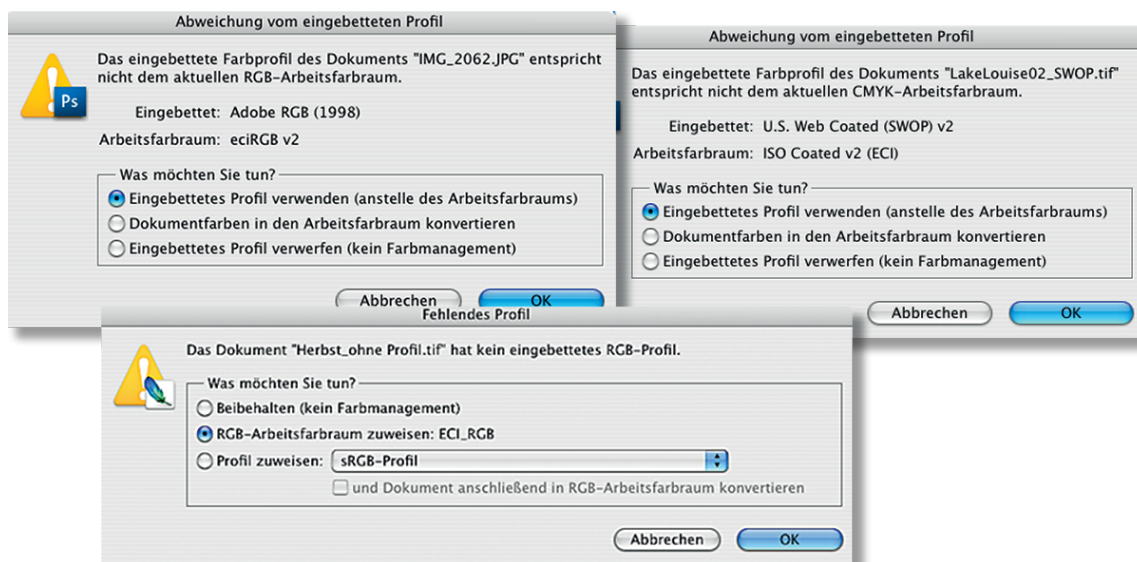 Abweichung vom eingebetteten Profil
Das eingebettete Farbprofil des Dokuments "IMG_2062.JPG" entspricht
nicht dem aktuellen RGB-Arbeitsfarbraum.
Ps
Eingebettet: Adobe RGB (1998)
Arbeitsfarbraum: eciRGB v2
Was möchten Sie tun?
Eingebettetes Profil verwenden (anstelle des Arbeitsfarbraums)
Dokumentfarben in den Arbeitsfarbraum konvertieren
Eingebettetes Profil verwerfen (kein Farbmanagement)
Abbrechen OK
Abweichung vom eingebetteten Profil
Das eingebettete Farbprofil des Dokuments "LakeLouise02_SWOP.tif"
entspricht nicht dem aktuellen CMYK-Arbeitsfarbraum.
Eingebettet: U.S. Web Coated (SWOP) v2
Arbeitsfarbraum: ISO Coated v2 (ECI)
Was möchten Sie tun?
Eingebettetes Profil verwenden (anstelle des Arbeitsfarbraums)
Dokumentfarben in den Arbeitsfarbraum konvertieren
Eingebettetes Profil verwerfen (kein Farbmanagement)
Abbrechen OK
Fehlendes Profil
Das Dokument "Herbst_ohne Profil.tif" hat kein eingebettetes RGB-Profil.
Was möchten Sie tun?
Beibehalten (kein Farbmanagement)
RGB-Arbeitsfarbraum zuweisen: ECI_RGB
Profil zuweisen: sRGB-Profil
und Dokument anschließend in RGB-Arbeitsfarbraum konvertieren
Abbrechen OK